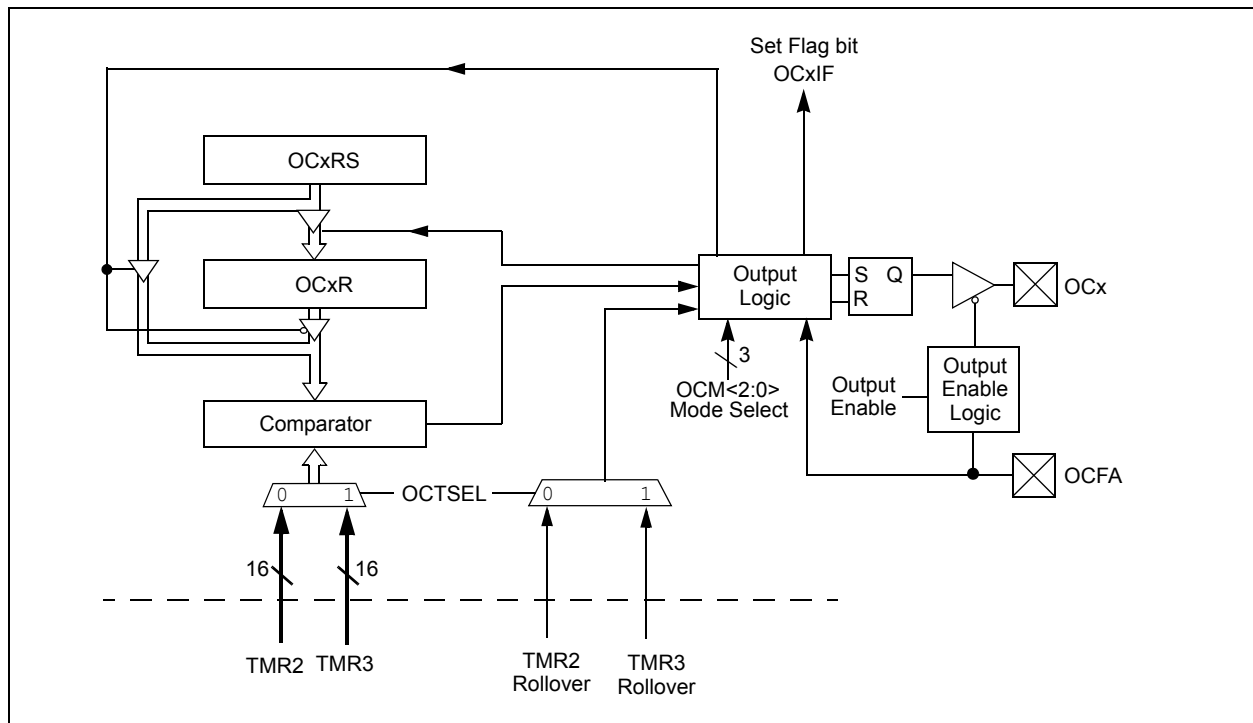 Set Flag bit
OCxIF
OCxRS
OCxR
Output
Logic
S Q
R
OCx
3
OCM<2:0>
Mode Select
Output
Enable
Output
Enable
Logic
Comparator
OCFA
0 1
OCTSEL
0 1
16
16
TMR2
TMR3
TMR2
Rollover
TMR3
Rollover